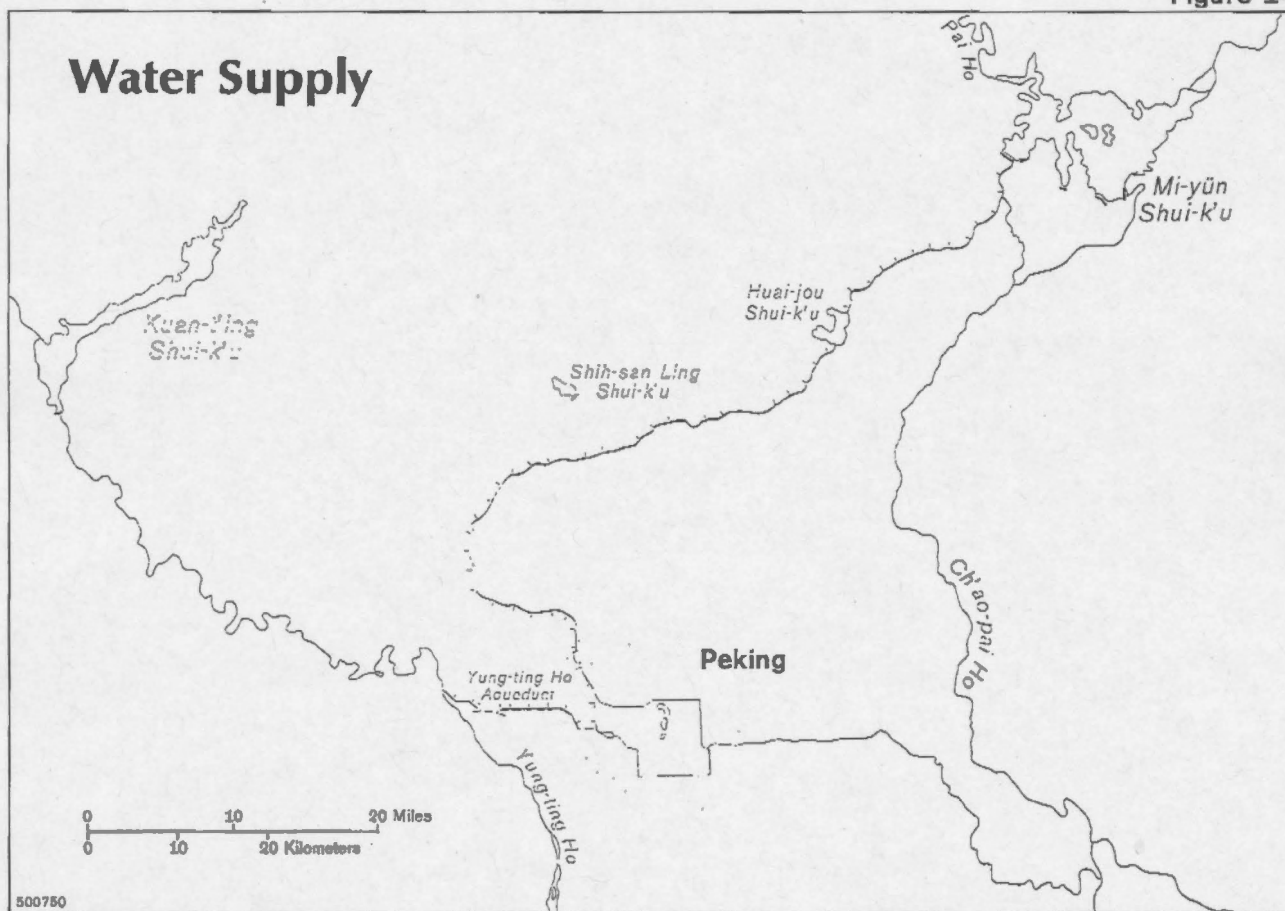 Water Supply
Pai Ho
Mi-yün
Shui-k'u
Huai-jou
Shui-k'u
Kuan-t'ing
Shui-k'u
Shih-san Ling
Shui-k'u
Ch'ao-pai Ho
Peking
Yung-ting Ho
Aqueduct
Yung-ting Ho
0 10 20 Miles
0 10 20 Kilometers
500750